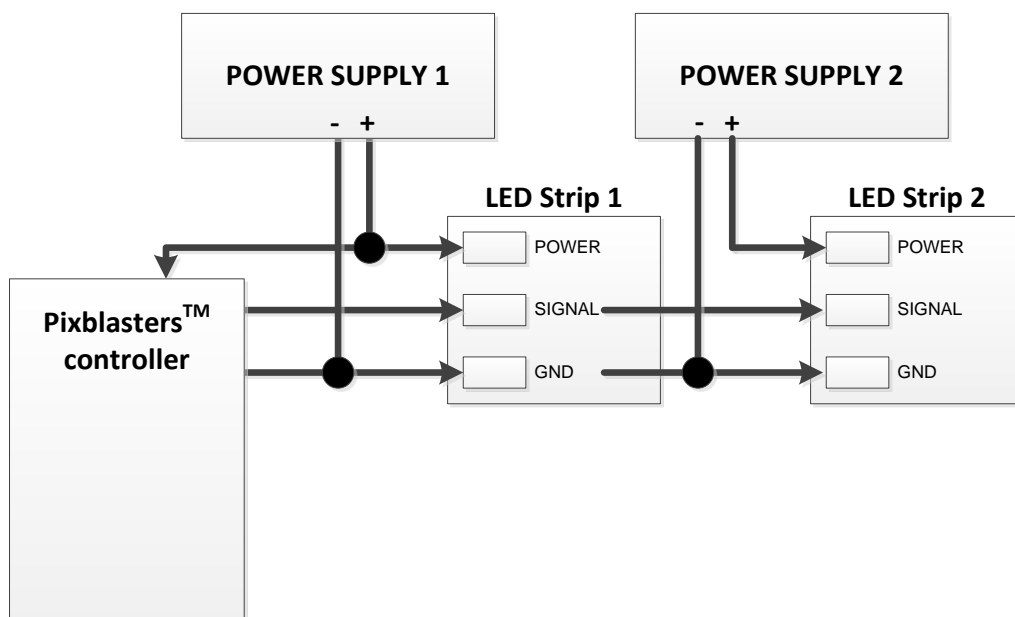 POWER SUPPLY 1
- +
POWER SUPPLY 2
- +
LED Strip 1
LED Strip 2
POWER
POWER
Pixblasters™
controller
SIGNAL
SIGNAL
GND
GND